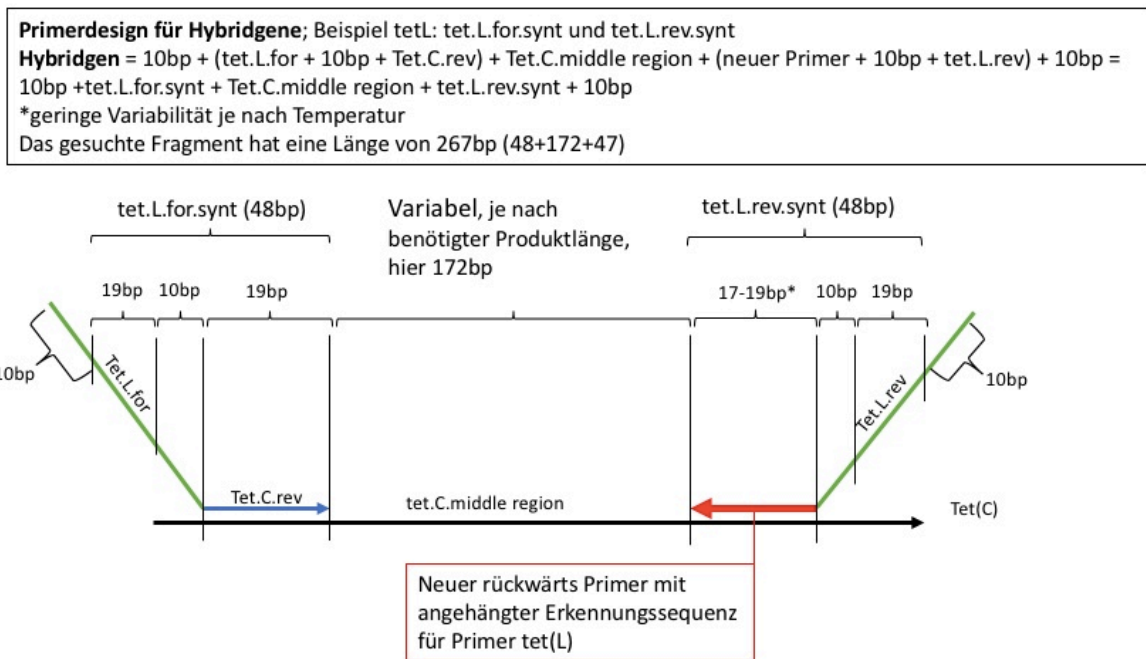 Primerdesign für Hybridgene; Beispiel tetL: tet.L.for.synt und tet.L.rev.synt
Hybridgen = 10bp + (tet.L.for + 10bp + Tet.C.rev) + Tet.C.middle region + (neuer Primer + 10bp + tet.L.rev) + 10bp =
10bp +tet.L.for.synt + Tet.C.middle region + tet.L.rev.synt + 10bp
*geringe Variabilität je nach Temperatur
Das gesuchte Fragment hat eine Länge von 267bp (48+172+47)
tet.L.for.synt (48bp)
Variabel, je nach
benötigter Produktlänge,
hier 172bp
tet.L.rev.synt (48bp)
19bp 10bp 19bp
17-19bp* 10bp 19bp
10bp
Tet.L.for
Tet.L.rev
10bp
Tet.C.rev
tet.C.middle region
Tet(C)
Neuer rückwärts Primer mit
angehängter Erkennungssequenz
für Primer tet(L)